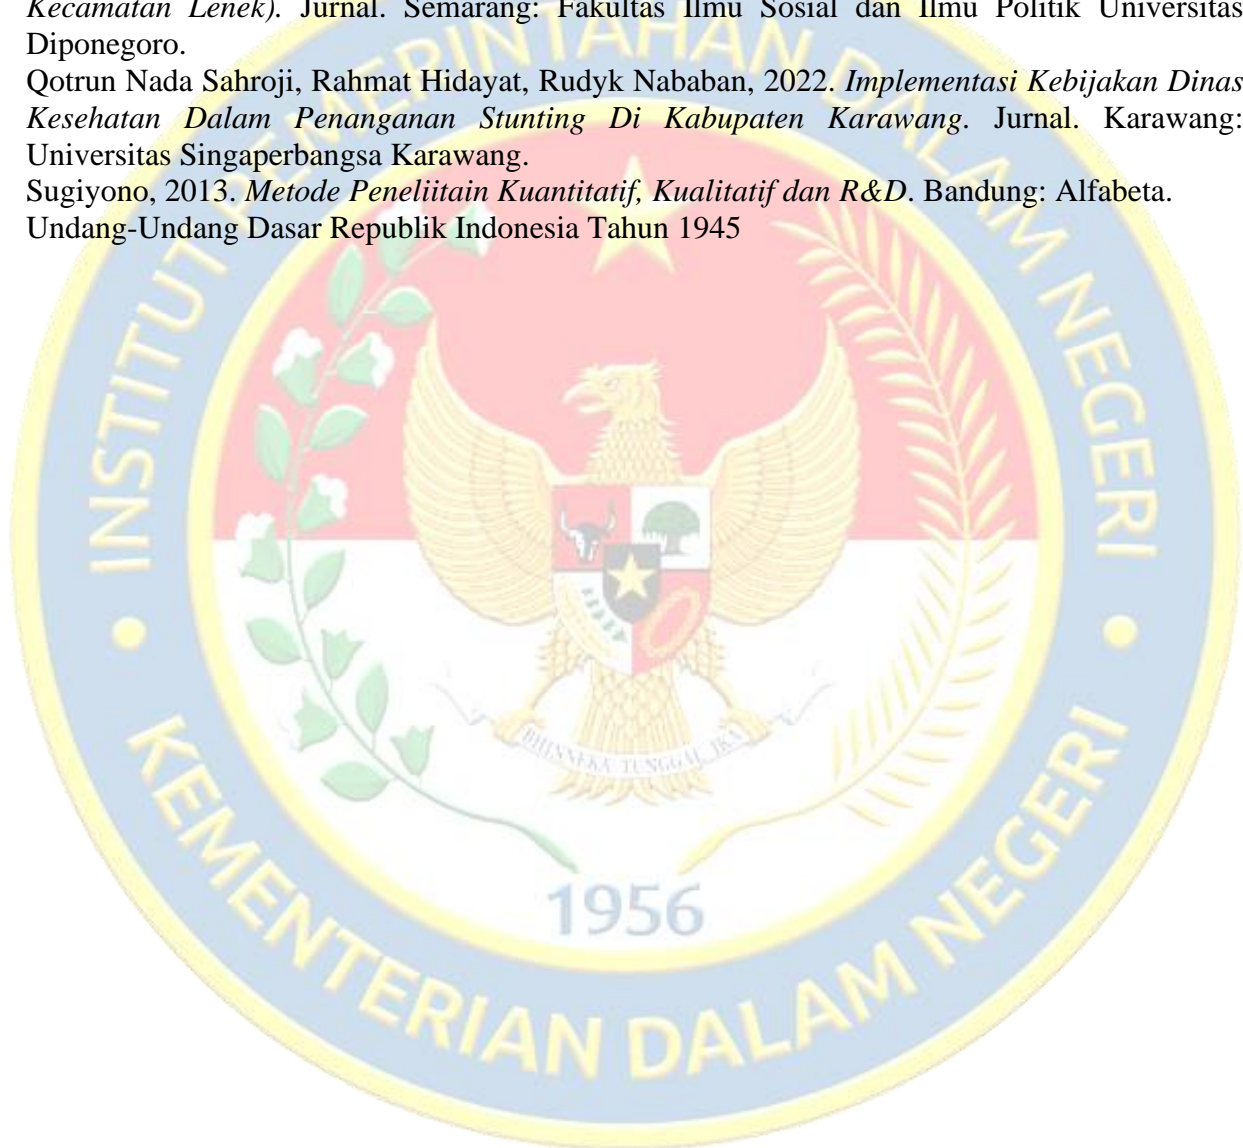 Kecamatan Lenek). Jurnal. Semarang: Fakultas Ilmu Sosial dan Ilmu Politik Universitas
Diponegoro.
Qotrun Nada Sahroji, Rahmat Hidayat, Rudyk Nababan, 2022. Implementasi Kebijakan Dinas
Kesehatan Dalam Penanganan Stunting Di Kabupaten Karawang. Jurnal. Karawang:
Universitas Singaperbangsa Karawang.
Sugiyono, 2013. Metode Peneliitain Kuantitatif, Kualitatif dan R&D. Bandung: Alfabeta.
Undang-Undang Dasar Republik Indonesia Tahun 1945
INSTITUT PEMERINTAHAN DALAM NEGERI
BHINNEKA TUNGGAL IKA
1956
KEMENTERIAN DALAM NEGERI